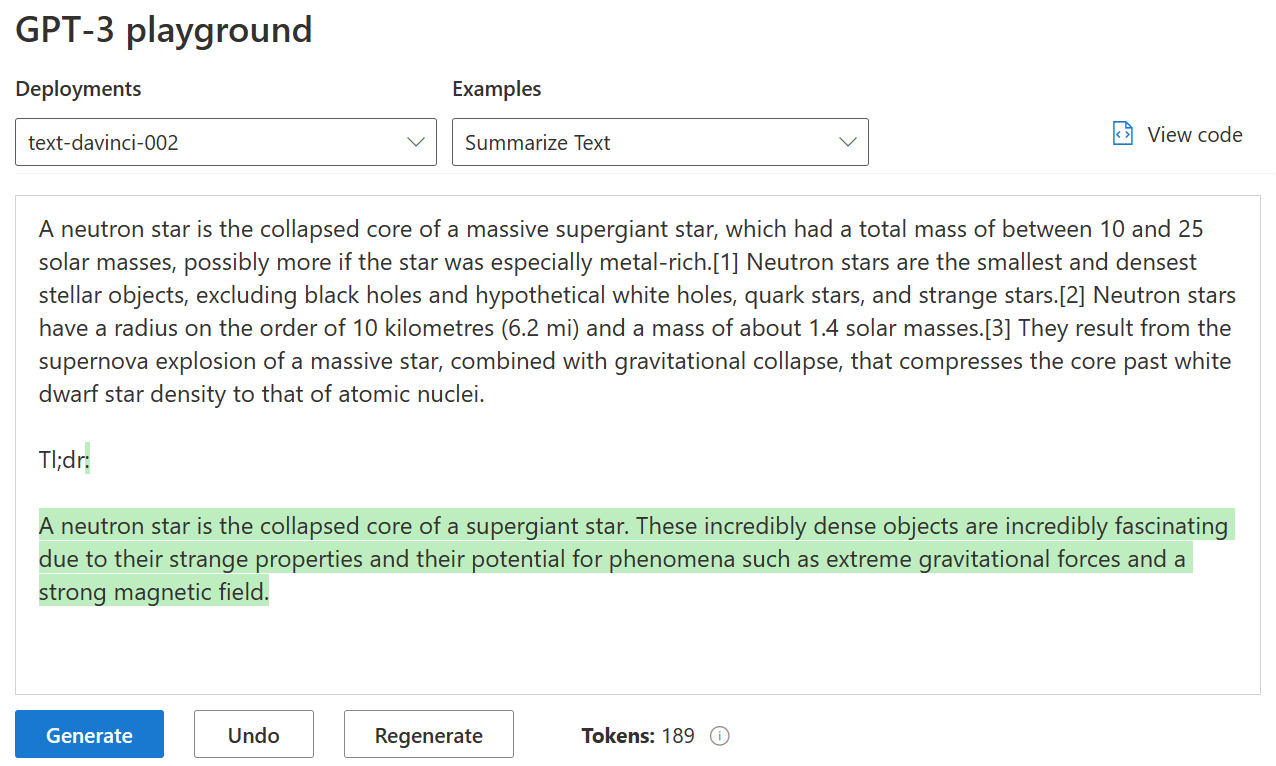 GPT-3 playground
Deployments
Examples
text-davinci-002
Summarize Text
View code
A neutron star is the collapsed core of a massive supergiant star, which had a total mass of between 10 and 25
solar masses, possibly more if the star was especially metal-rich.[1] Neutron stars are the smallest and densest
stellar objects, excluding black holes and hypothetical white holes, quark stars, and strange stars.[2] Neutron stars
have a radius on the order of 10 kilometres (6.2 mi) and a mass of about 1.4 solar masses.[3] They result from the
supernova explosion of a massive star, combined with gravitational collapse, that compresses the core past white
dwarf star density to that of atomic nuclei.
Tl;dr:
A neutron star is the collapsed core of a supergiant star. These incredibly dense objects are incredibly fascinating
due to their strange properties and their potential for phenomena such as extreme gravitational forces and a
strong magnetic field.
Generate
Undo
Regenerate
Tokens: 189